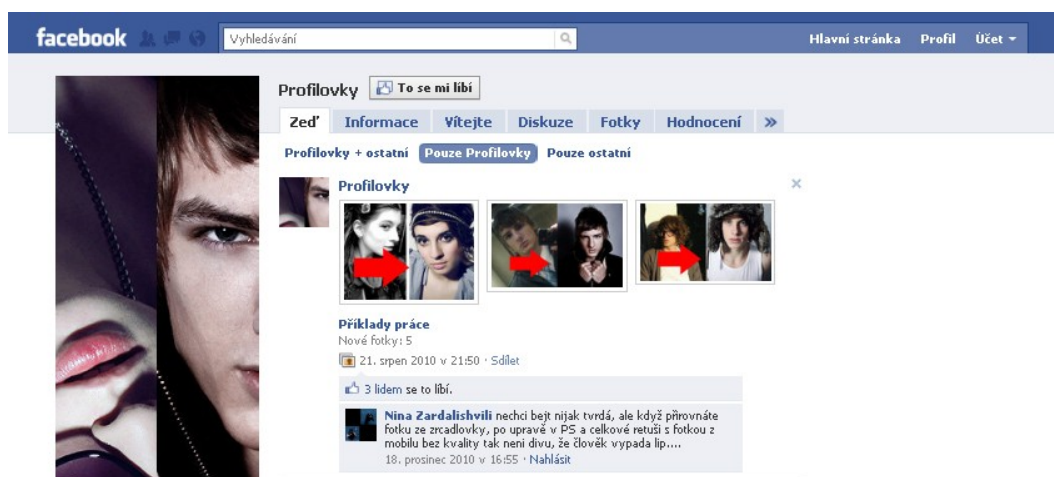 facebook
Vyhledávání
Hlavní stránka Profil Účet
Profilovky To se mi líbí
Zeď Informace Vítejte Diskuze Fotky Hodnocení »
Profilovky + ostatní Pouze Profilovky Pouze ostatní
Profilovky
Příklady práce
Nové fotky: 5
21. srpen 2010 v 21:50 · Sdílet
3 lidem se to líbí.
Nina Zardalishvili nechci bejt nijak tvrdá, ale když přirovnáte
fotku ze zrcadlovky, po upravě v PS a celkové retuši s fotkou z
mobilu bez kvality tak neni divu, že člověk vypada lip....
18. prosinec 2010 v 16:55 · Nahlásit